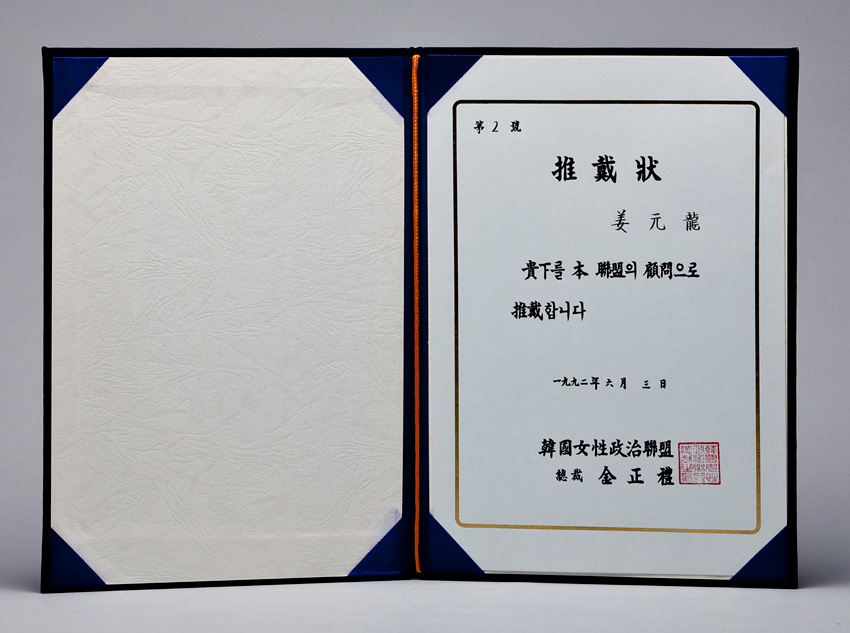 第 2 號
推戴狀
姜元龍
貴下를 本 聯盟의 顧問으로
推戴합니다
一九九二年 六月 三日
韓國女性政治聯盟
總裁 金正禮